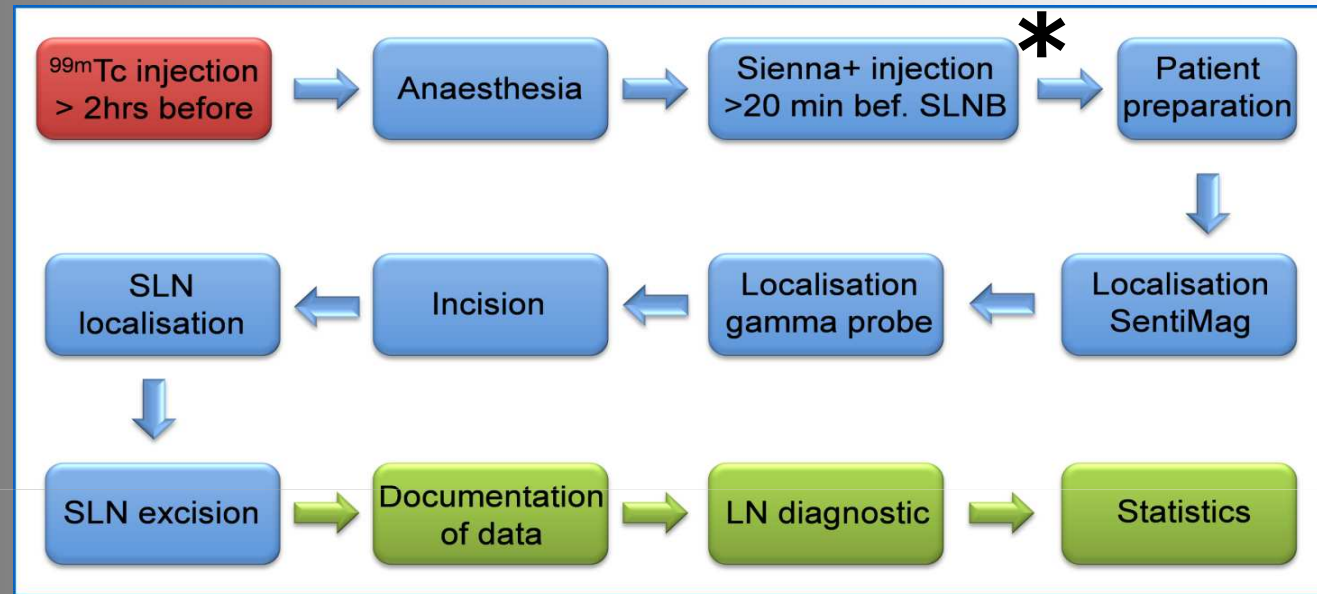 ⁹⁹ᵐTc injection
> 2hrs before
Anaesthesia
Sienna+ injection
>20 min bef. SLNB
*
Patient
preparation
Localisation
SentiMag
Localisation
gamma probe
Incision
SLN
localisation
SLN excision
Documentation
of data
LN diagnostic
Statistics